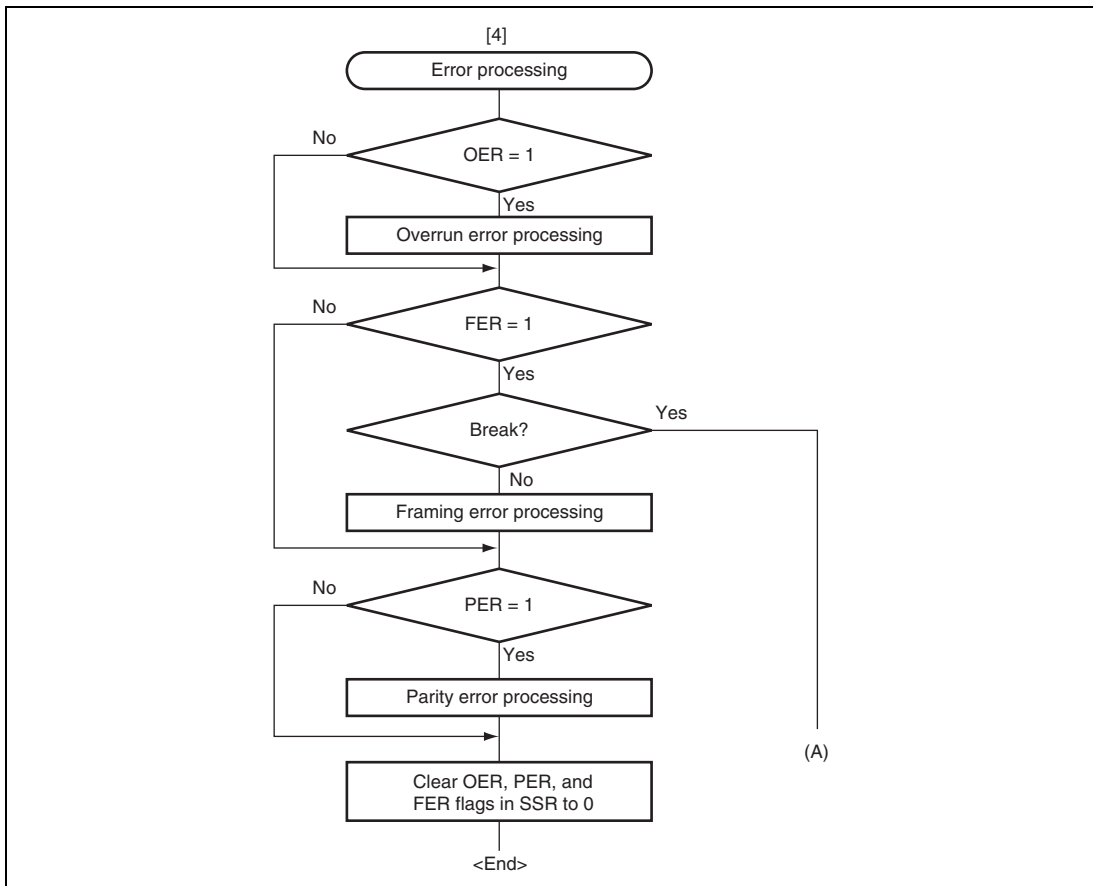 [4]
Error processing
No
OER = 1
Yes
Overrun error processing
No
FER = 1
Yes
Yes
Break?
No
Framing error processing
No
PER = 1
Yes
Parity error processing
(A)
Clear OER, PER, and
FER flags in SSR to 0
<End>